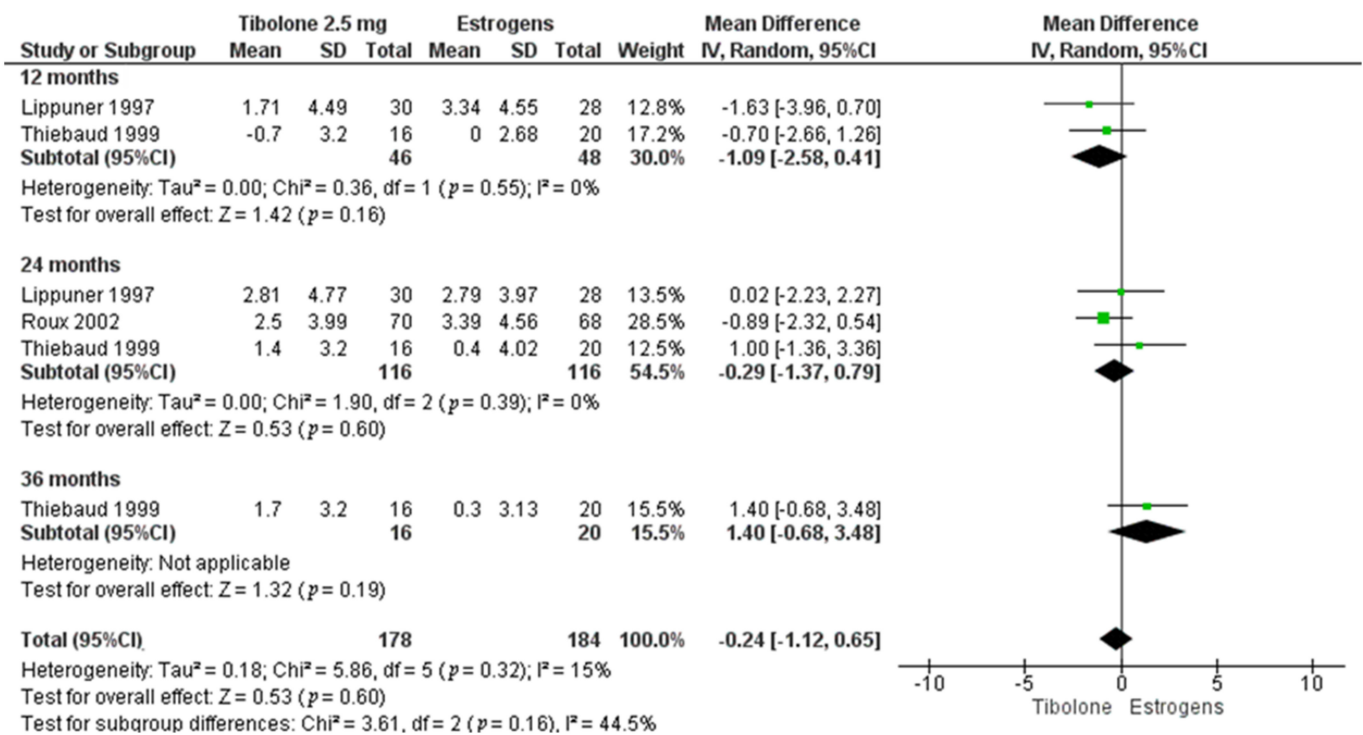 Tibolone 2.5 mg Estrogens Mean Difference Mean Difference
Study or Subgroup Mean SD Total Mean SD Total Weight IV, Random, 95%CI IV, Random, 95%CI
12 months
Lippuner 1997 1.71 4.49 30 3.34 4.55 28 12.8% -1.63 [-3.96, 0.70]
Thiebaud 1999 -0.7 3.2 16 0 2.68 20 17.2% -0.70 [-2.66, 1.26]
Subtotal (95%CI) 46 48 30.0% -1.09 [-2.58, 0.41]
Heterogeneity: Tau² = 0.00; Chi² = 0.36, df = 1 (p = 0.55); I² = 0%
Test for overall effect: Z = 1.42 (p = 0.16)
24 months
Lippuner 1997 2.81 4.77 30 2.79 3.97 28 13.5% 0.02 [-2.23, 2.27]
Roux 2002 2.5 3.99 70 3.39 4.56 68 28.5% -0.89 [-2.32, 0.54]
Thiebaud 1999 1.4 3.2 16 0.4 4.02 20 12.5% 1.00 [-1.36, 3.36]
Subtotal (95%CI) 116 116 54.5% -0.29 [-1.37, 0.79]
Heterogeneity: Tau² = 0.00; Chi² = 1.90, df = 2 (p = 0.39); I² = 0%
Test for overall effect: Z = 0.53 (p = 0.60)
36 months
Thiebaud 1999 1.7 3.2 16 0.3 3.13 20 15.5% 1.40 [-0.68, 3.48]
Subtotal (95%CI) 16 20 15.5% 1.40 [-0.68, 3.48]
Heterogeneity: Not applicable
Test for overall effect: Z = 1.32 (p = 0.19)
Total (95%CI) 178 184 100.0% -0.24 [-1.12, 0.65]
Heterogeneity: Tau² = 0.18; Chi² = 5.86, df = 5 (p = 0.32); I² = 15%
Test for overall effect: Z = 0.53 (p = 0.60)
Test for subgroup differences: Chi² = 3.61, df = 2 (p = 0.16), I² = 44.5%
-10 -5 0 5 10
Tibolone Estrogens